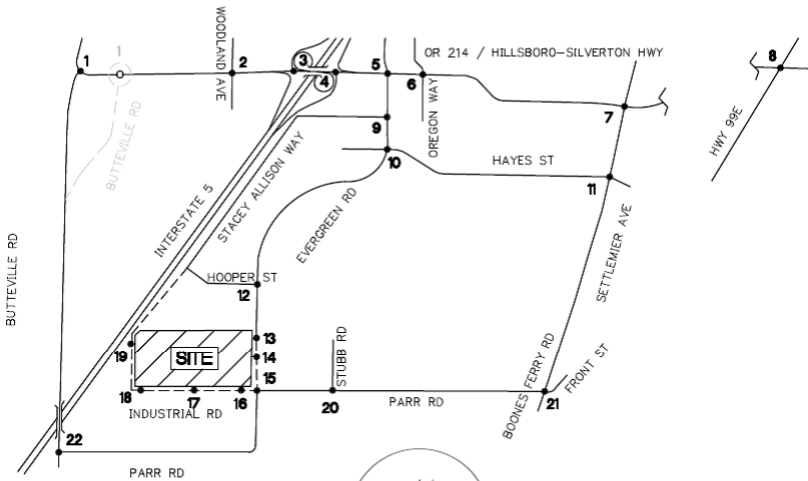 WOODLAND AVE
OR 214 / HILLSBORO-SILVERTON HWY
1
1
2
3
4
5
6
7
8
9
10
11
BUTTEVILLE RD
OREGON WAY
HWY 99E
HAYES ST
STACEY ALLISON WAY
INTERSTATE 5
EVERGREEN RD
SETTLEMIER AVE
BUTTEVILLE RD
HOOPER ST
12
13
14
15
SITE
19
18
17
16
INDUSTRIAL RD
STUBB RD
20
PARR RD
BOONES FERRY RD
FRONT ST
21
22
PARR RD